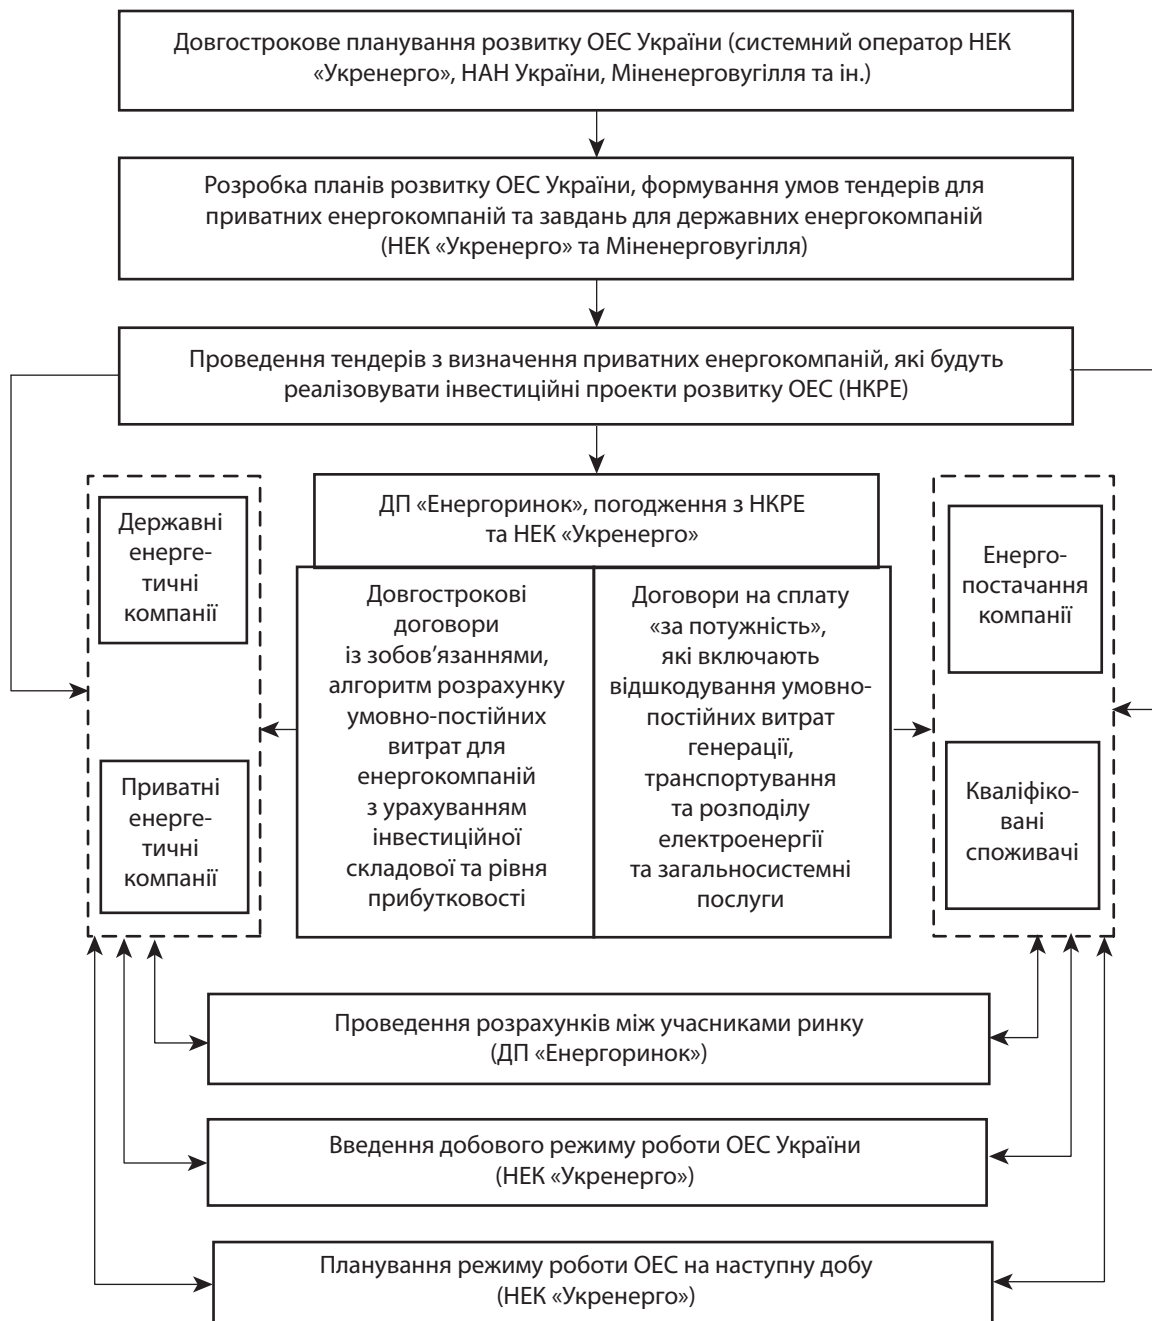 Довгострокове планування розвитку ОЕС України (системний оператор НЕК
«Укренерго», НАН України, Міненерговугілля та ін.)
Розробка планів розвитку ОЕС України, формування умов тендерів для
приватних енергокомпаній та завдань для державних енергокомпаній
(НЕК «Укренерго» та Міненерговугілля)
Проведення тендерів з визначення приватних енергокомпаній, які будуть
реалізовувати інвестиційні проекти розвитку ОЕС (НКРЕ)
Державні
енерге-
тичні
компанії
Приватні
енерге-
тичні
компанії
ДП «Енергоринок», погодження з НКРЕ
та НЕК «Укренерго»
Довгострокові
договори
із зобов’язаннями,
алгоритм розрахунку
умовно-постійних
витрат для
енергокомпаній
з урахуванням
інвестиційної
складової та рівня
прибутковості
Договори на сплату
«за потужність»,
які включають
відшкодування умовно-
постійних витрат
генерації,
транспортування
та розподілу
електроенергії
та загальносистемні
послуги
Енерго-
постачання
компанії
Кваліфіко-
вані
споживачі
Проведення розрахунків між учасниками ринку
(ДП «Енергоринок»)
Введення добового режиму роботи ОЕС України
(НЕК «Укренерго»)
Планування режиму роботи ОЕС на наступну добу
(НЕК «Укренерго»)